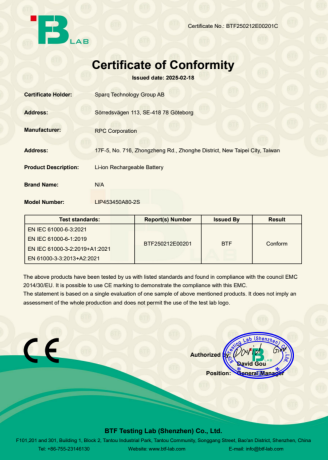 BTF
LAB
Certificate No.: BTF250212E00201C
Certificate of Conformity
Issued date: 2025-02-18
Certificate Holder: Sparq Technology Group AB
Address: Sörredsvägen 113, SE-418 78 Göteborg
Manufacturer: RPC Corporation
Address: 17F-5, No. 716, Zhongzheng Rd., Zhonghe District, New Taipei City, Taiwan
Product Description: Li-ion Rechargeable Battery
Brand Name: N/A
Model Number: LIP453450A80-2S
Test standards: Report(s) Number Issued By Result
EN IEC 61000-6-3:2021
EN IEC 61000-6-1:2019
EN IEC 61000-3-2:2019+A1:2021
EN 61000-3-3:2013+A2:2021
BTF250212E00201 BTF Conform
The above products have been tested by us with listed standards and found in compliance with the council EMC
2014/30/EU. It is possible to use CE marking to demonstrate the compliance with this EMC.
The statement is based on a single evaluation of one sample of above mentioned products. It does not imply an
assessment of the whole production and does not permit the use of the test lab logo.
CE
BTF Testing Lab (Shenzhen) Co.
Authorized By:
David Gou
Position: General Manager
BTF Testing Lab (Shenzhen) Co., Ltd.
F101,201 and 301, Building 1, Block 2, Tantou Industrial Park, Tantou Community, Songgang Street, Bao'an District, Shenzhen, China
Tel: +86-755-23146130 Website: www.btf-lab.com E-mail: info@btf-lab.com